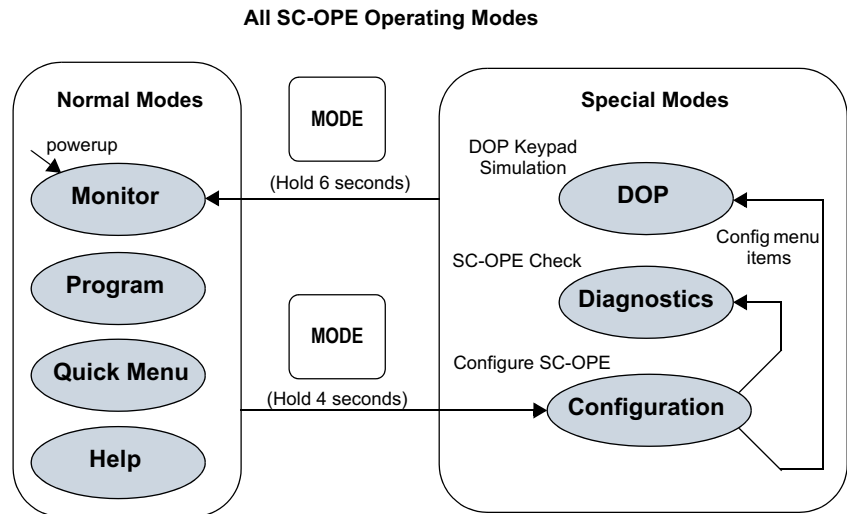 All SC-OPE Operating Modes
Normal Modes
powerup
Monitor
Program
Quick Menu
Help
MODE
(Hold 6 seconds)
MODE
(Hold 4 seconds)
Special Modes
DOP Keypad
Simulation
DOP
Config menu
items
SC-OPE Check
Diagnostics
Configure SC-OPE
Configuration